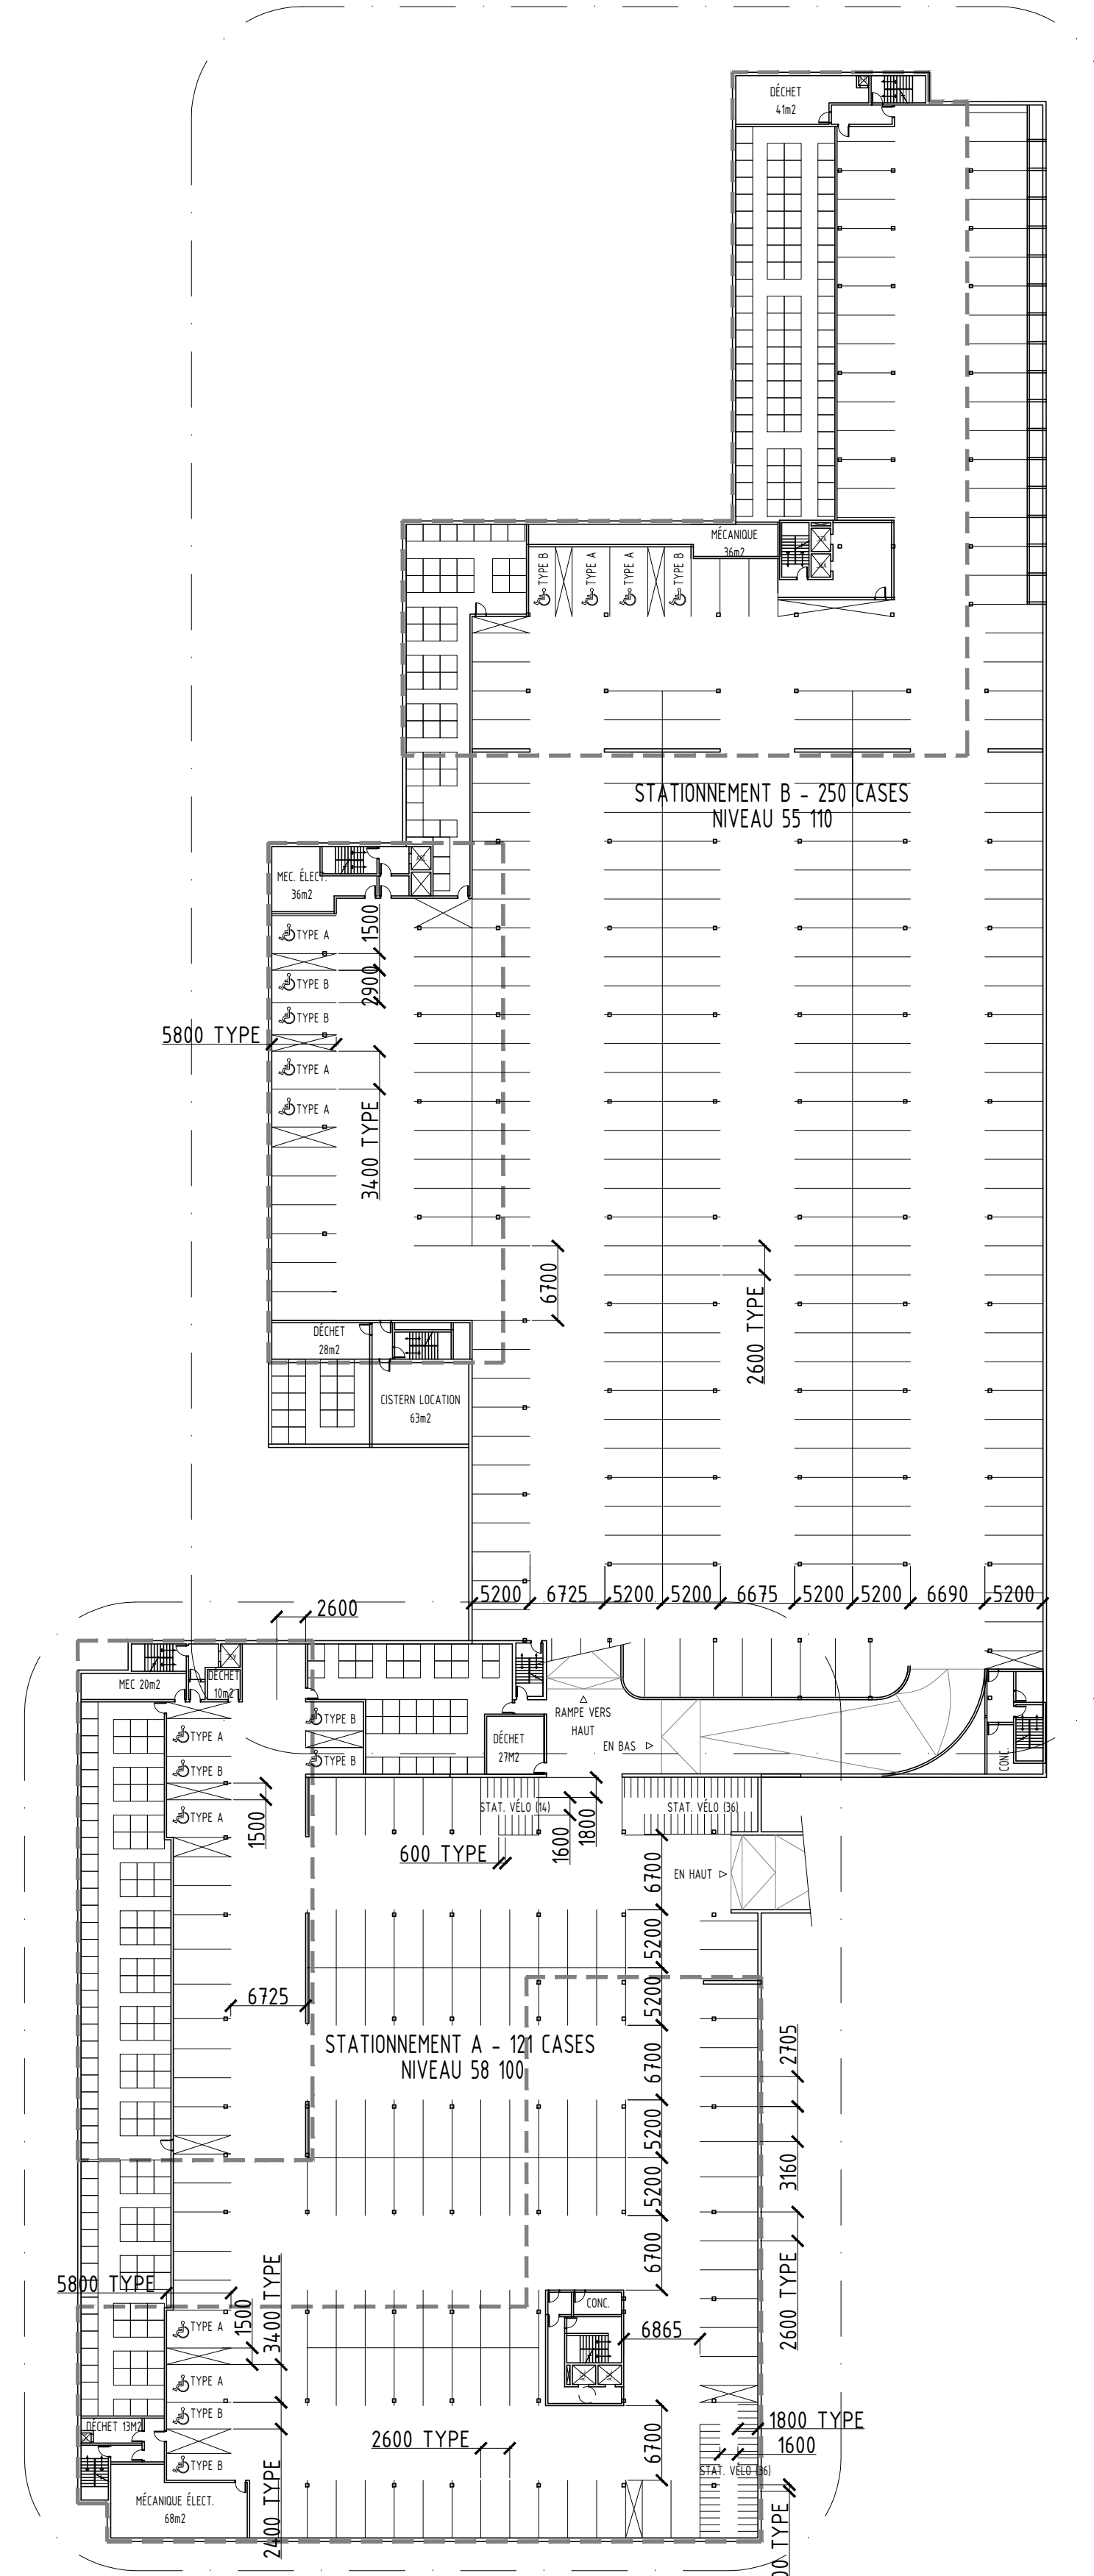 DÉCHET
41m2
MÉCANIQUE
36m2
TYPE B
TYPE A
TYPE A
TYPE B
STATIONNEMENT B - 250 CASES
NIVEAU 55 110
MEC. ÉLECT.
36m2
TYPE A
1500
TYPE B
2900
TYPE B
5800 TYPE
TYPE A
TYPE A
3400 TYPE
6700
2600 TYPE
DÉCHET
28m2
CISTERN LOCATION
63m2
5200
6725
5200
5200
6675
5200
5200
6690
5200
2600
MEC 20m2
DÉCHET
10m2
TYPE B
TYPE B
RAMPE VERS
HAUT
EN BAS
DÉCHET
27M2
CONC.
TYPE A
TYPE B
TYPE A
1500
STAT. VÉLO (14)
STAT. VÉLO (36)
1600
1800
600 TYPE
6700
EN HAUT
5200
5200
6725
STATIONNEMENT A - 121 CASES
NIVEAU 58 100
6700
2705
5200
3160
5200
6700
2600 TYPE
5800 TYPE
1500
3400 TYPE
TYPE A
TYPE A
TYPE B
TYPE B
CONC.
6865
DÉCHET 13M2
2600 TYPE
6700
1800 TYPE
1600
STAT. VÉLO (36)
MÉCANIQUE ÉLECT.
68m2
2400 TYPE